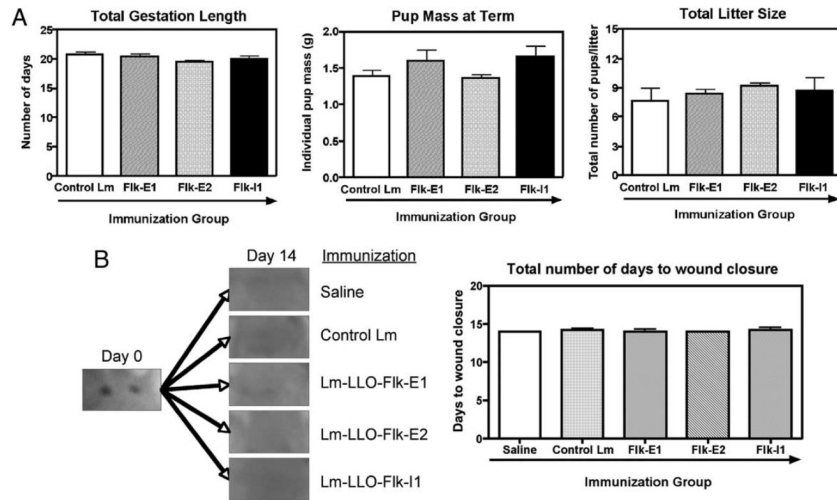 A
Total Gestation Length
Number of days
25
20
15
10
5
0
Control Lm Flk-E1 Flk-E2 Flk-I1
Immunization Group
Pup Mass at Term
Individual pup mass (g)
2.0
1.5
1.0
0.5
0.0
Control Lm Flk-E1 Flk-E2 Flk-I1
Immunization Group
Total Litter Size
Total number of pups/litter
15
12
9
6
3
0
Control Lm Flk-E1 Flk-E2 Flk-I1
Immunization Group
B
Day 0
Day 14
Immunization
Saline
Control Lm
Lm-LLO-Flk-E1
Lm-LLO-Flk-E2
Lm-LLO-Flk-I1
Total number of days to wound closure
Days to wound closure
20
15
10
5
0
Saline Control Lm Flk-E1 Flk-E2 Flk-I1
Immunization Group